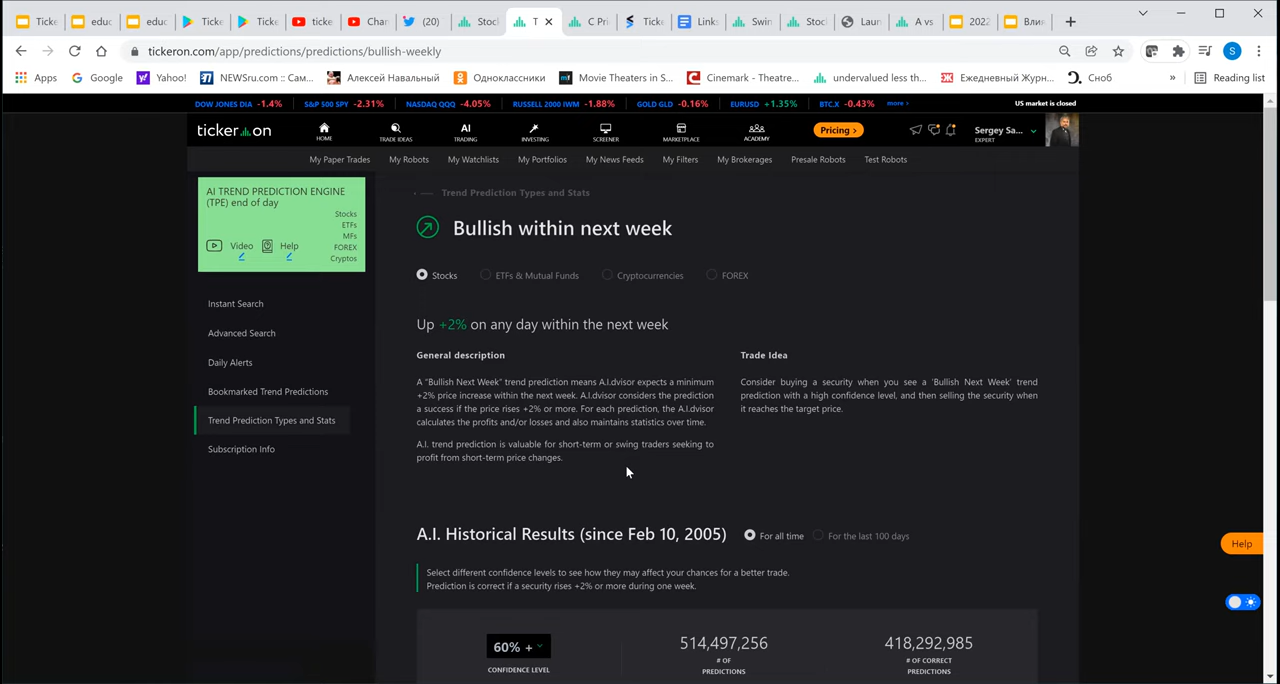 Ticke
educ
educ
Ticke
Ticke
ticke
Chan
(20)
Stoc
T
C Pri
Ticke
Link
Swin
Stoc
Laun
A vs
2022
Вли
tickeron.com/app/predictions/predictions/bullish-weekly
S
Apps
Google
Yahoo!
NEWSru.com :: Сам...
Алексей Навальный
Одноклассники
Movie Theaters in S...
Cinemark - Theatre...
undervalued less th...
Ежедневный Журн...
Сноб
»
Reading list
DOW JONES DIA -1.4%
S&P 500 SPY -2.31%
NASDAQ QQQ -4.05%
RUSSELL 2000 IWM -1.88%
GOLD GLD -0.16%
EURUSD +1.35%
BTC.X -0.43%
more >
US market is closed
tickeron
HOME
TRADE IDEAS
AI
TRADING
INVESTING
SCREENER
MARKETPLACE
ACADEMY
Pricing >
Sergey Sa...
EXPERT
My Paper Trades
My Robots
My Watchlists
My Portfolios
My News Feeds
My Filters
My Brokerages
Presale Robots
Test Robots
AI TREND PREDICTION ENGINE
(TPE) end of day
Stocks
ETFs
MFs
FOREX
Cryptos
Video
Help
Instant Search
Advanced Search
Daily Alerts
Bookmarked Trend Predictions
Trend Prediction Types and Stats
Subscription Info
Trend Prediction Types and Stats
Bullish within next week
Stocks
ETFs & Mutual Funds
Cryptocurrencies
FOREX
Up +2% on any day within the next week
General description
A "Bullish Next Week" trend prediction means A.I.dvisor expects a minimum
+2% price increase within the next week. A.I.dvisor considers the prediction
a success if the price rises +2% or more. For each prediction, the A.I.dvisor
calculates the profits and/or losses and also maintains statistics over time.
A.I. trend prediction is valuable for short-term or swing traders seeking to
profit from short-term price changes.
Trade Idea
Consider buying a security when you see a 'Bullish Next Week' trend
prediction with a high confidence level, and then selling the security when
it reaches the target price.
A.I. Historical Results (since Feb 10, 2005)
For all time
For the last 100 days
Select different confidence levels to see how they may affect your chances for a better trade.
Prediction is correct if a security rises +2% or more during one week.
60% +
CONFIDENCE LEVEL
514,497,256
# OF
PREDICTIONS
418,292,985
# OF CORRECT
PREDICTIONS
Help